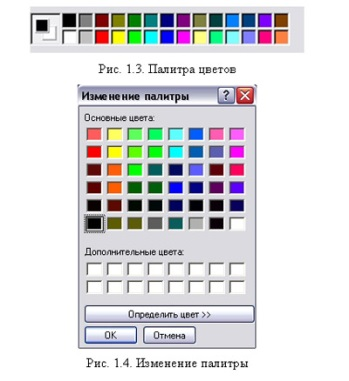 Рис. 1.3. Палитра цветов
Изменение палитры
Основные цвета:
Дополнительные цвета:
Определить цвет >>
ОК
Отмена
Рис. 1.4. Изменение палитры